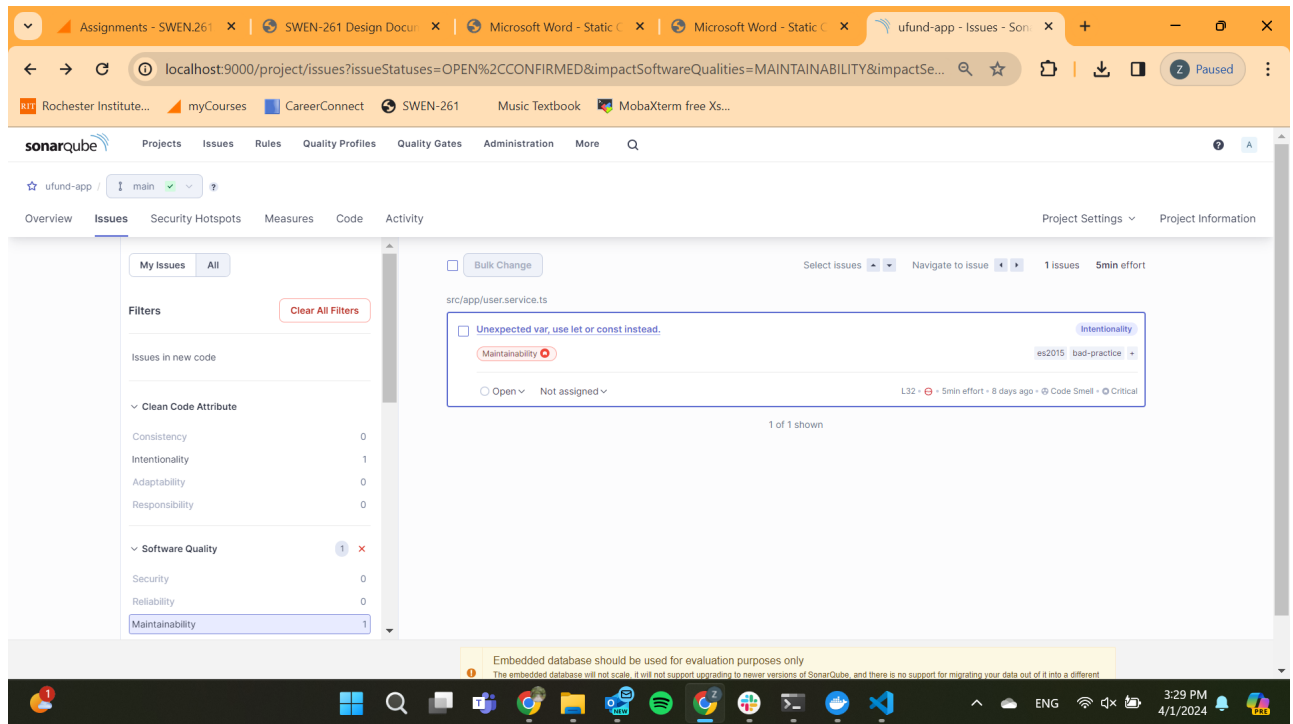 Assignments - SWEN.261
SWEN-261 Design Docum
Microsoft Word - Static C
Microsoft Word - Static C
ufund-app - Issues - Son
localhost:9000/project/issues?issueStatuses=OPEN%2CCONFIRMED&impactSoftwareQualities=MAINTAINABILITY&impactSe...
Z Paused
RIT Rochester Institute... myCourses CareerConnect SWEN-261 Music Textbook MobaXterm free Xs...
sonarqube Projects Issues Rules Quality Profiles Quality Gates Administration More ? A
ufund-app / main ?
Overview Issues Security Hotspots Measures Code Activity Project Settings Project Information
My Issues All
Bulk Change Select issues Navigate to issue 1 issues 5min effort
src/app/user.service.ts
Filters Clear All Filters
Unexpected var, use let or const instead. Intentionality
Maintainability es2015 bad-practice +
Issues in new code
Open Not assigned L32 • 5min effort • 8 days ago • Code Smell • Critical
Clean Code Attribute
1 of 1 shown
Consistency 0
Intentionality 1
Adaptability 0
Responsibility 0
Software Quality 1
Security 0
Reliability 0
Maintainability 1
Embedded database should be used for evaluation purposes only
The embedded database will not scale, it will not support upgrading to newer versions of SonarQube, and there is no support for migrating your data out of it into a different
1 NEW Z ENG 3:29 PM
4/1/2024 PRE